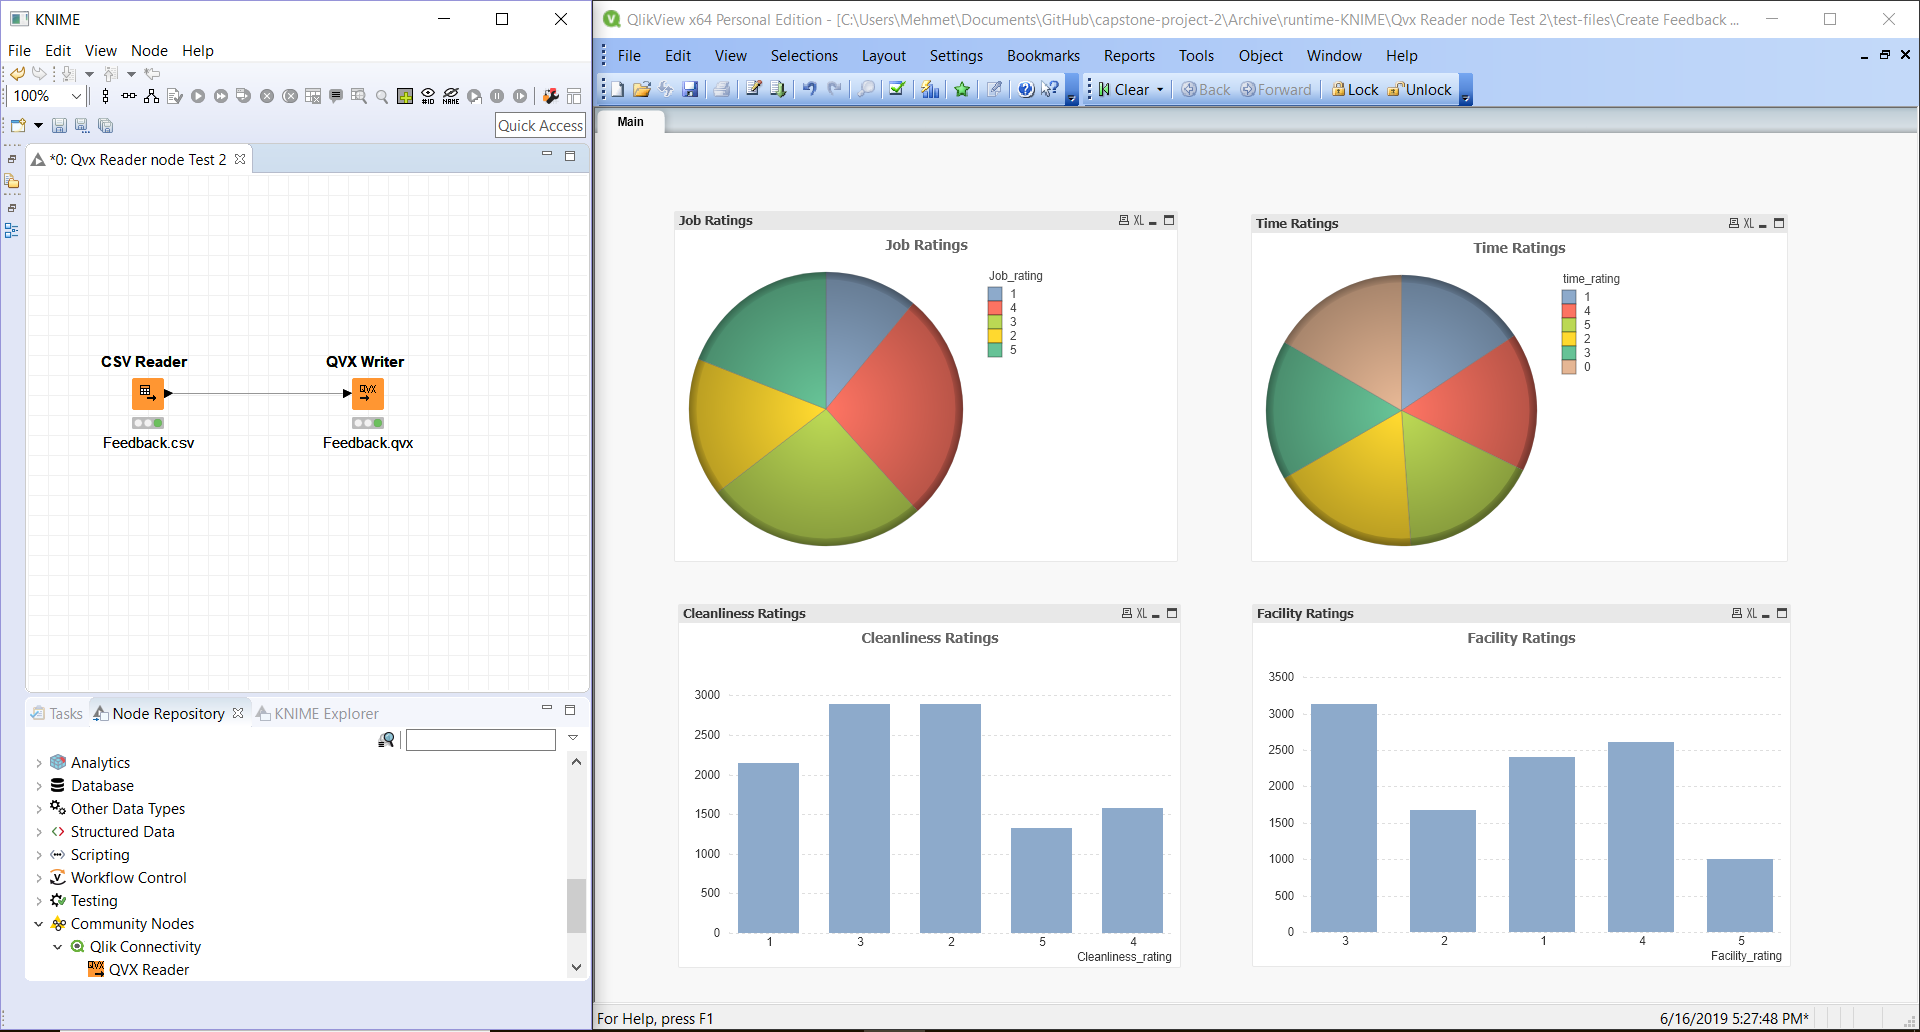 KNIME
File Edit View Node Help
100%
#ID
NAME
Quick Access
*0: Qvx Reader node Test 2
CSV Reader
QVX Writer
QVX
Feedback.csv
Feedback.qvx
Tasks
Node Repository
KNIME Explorer
Analytics
Database
Other Data Types
Structured Data
Scripting
Workflow Control
Testing
Community Nodes
Qlik Connectivity
QVX
QVX Reader
QlikView x64 Personal Edition - [C:\Users\Mehmet\Documents\GitHub\capstone-project-2\Archive\runtime-KNIME\Qvx Reader node Test 2\test-files\Create Feedback ...
File Edit View Selections Layout Settings Bookmarks Reports Tools Object Window Help
Clear Back Forward Lock Unlock
Main
Job Ratings
XL
Job Ratings
Job_rating
1
4
3
2
5
Time Ratings
XL
Time Ratings
time_rating
1
4
5
2
3
0
Cleanliness Ratings
XL
Cleanliness Ratings
3000
2500
2000
1500
1000
500
0
1 3 2 5 4
Cleanliness_rating
Facility Ratings
XL
Facility Ratings
3500
3000
2500
2000
1500
1000
500
0
3 2 1 4 5
Facility_rating
For Help, press F1
6/16/2019 5:27:48 PM*